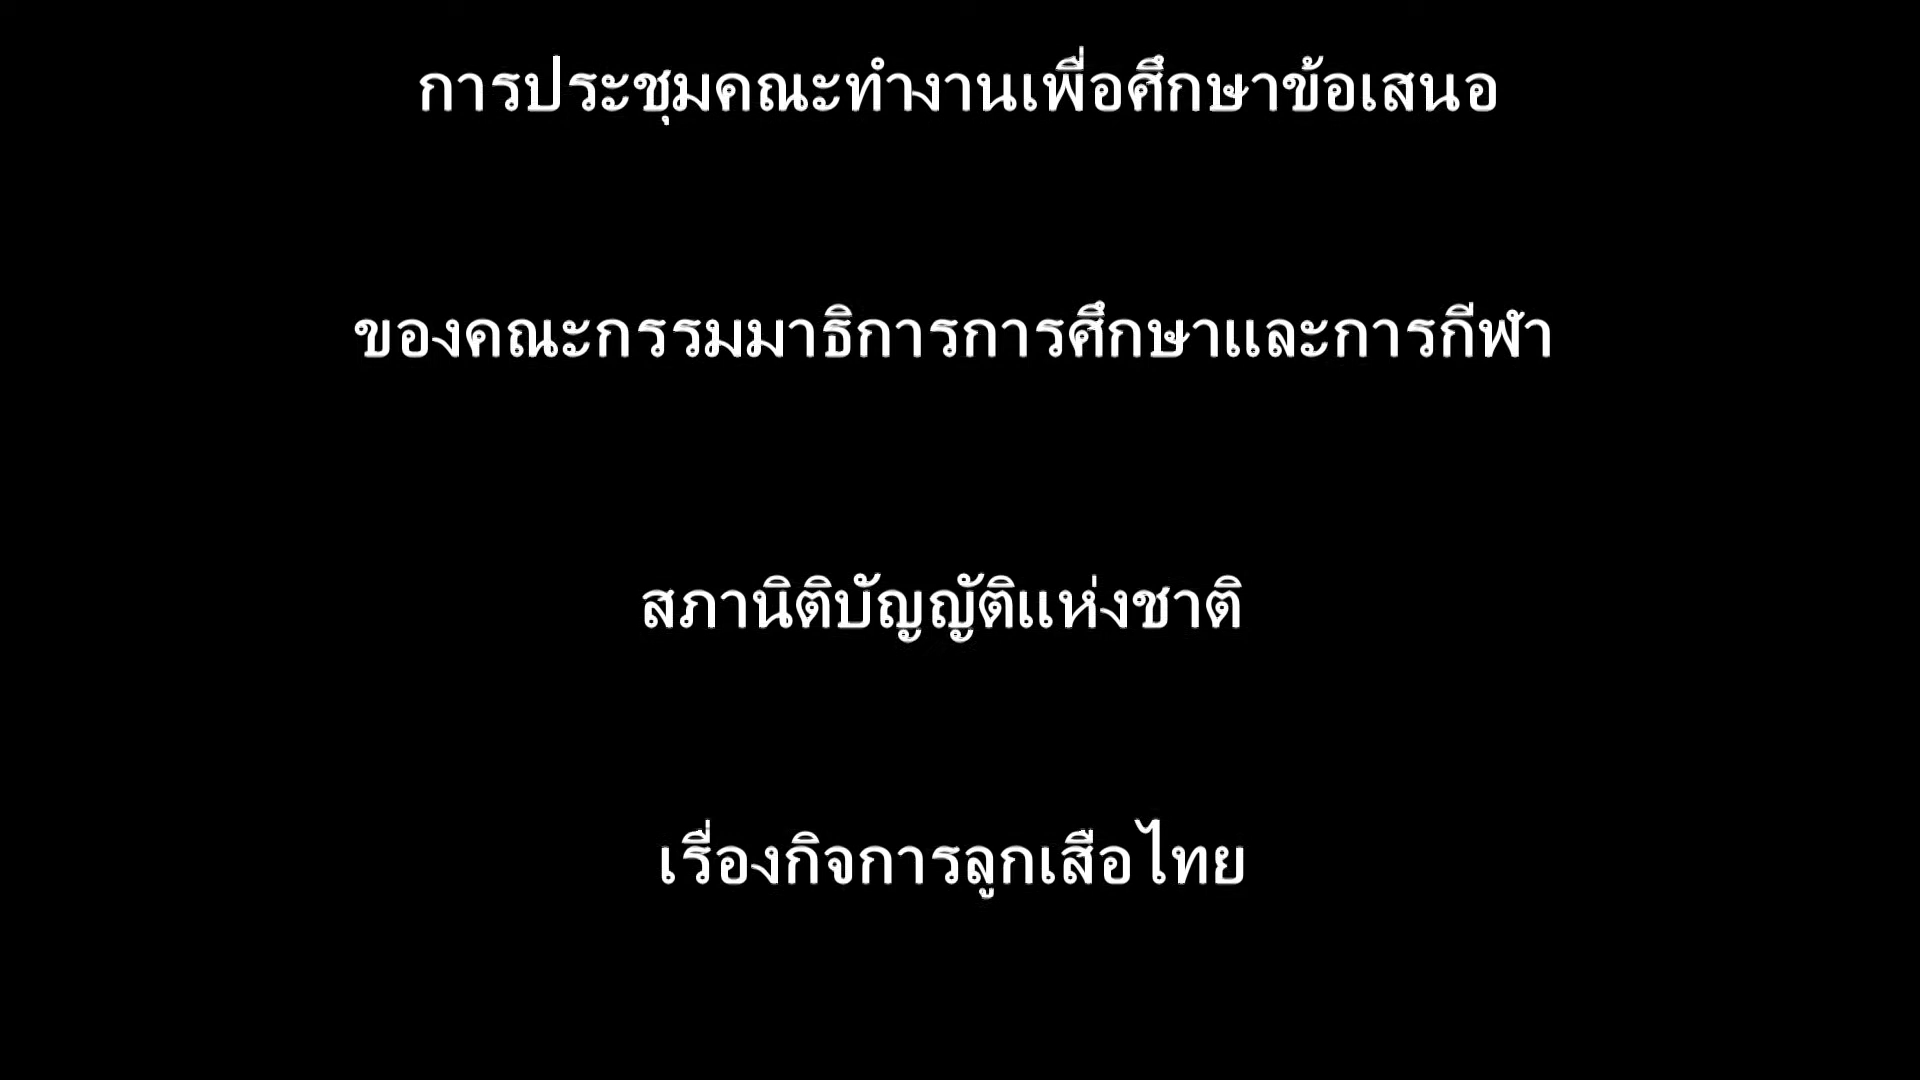 การประชุมคณะทำงานเพื่อศึกษาข้อเสนอ
ของคณะกรรมมาธิการการศึกษาและการกีฬา
สภานิติบัญญัติแห่งชาติ
เรื่องกิจการลูกเสือไทย